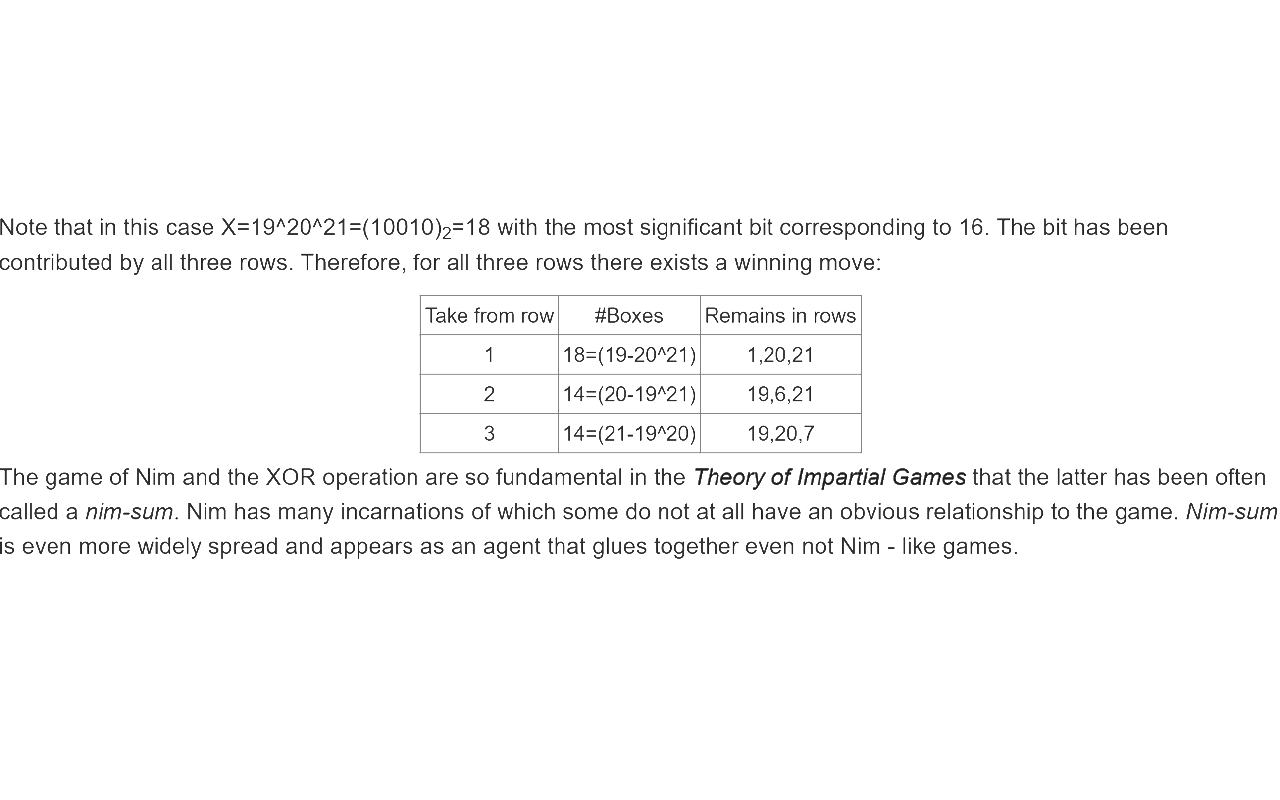 Note that in this case X=19^20^21=(10010)2=18 with the most significant bit corresponding to 16. The bit has been
contributed by all three rows. Therefore, for all three rows there exists a winning move:
Take from row #Boxes Remains in rows
1 18=(19-20^21) 1,20,21
2 14=(20-19^21) 19,6,21
3 14=(21-19^20) 19,20,7
The game of Nim and the XOR operation are so fundamental in the Theory of Impartial Games that the latter has been often
called a nim-sum. Nim has many incarnations of which some do not at all have an obvious relationship to the game. Nim-sum
is even more widely spread and appears as an agent that glues together even not Nim - like games.